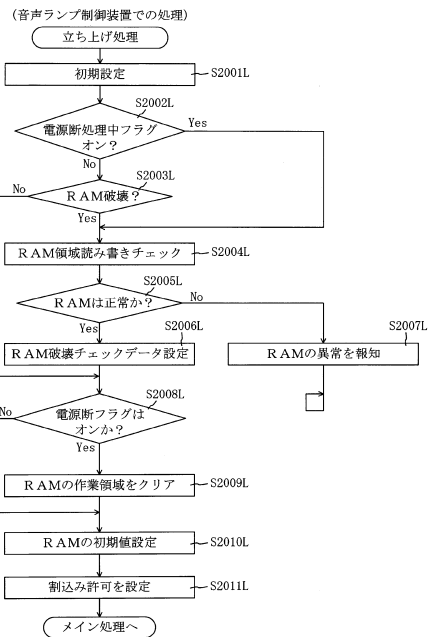 (音声ランプ制御装置での処理)
立ち上げ処理
初期設定
S2001L
S2002L
電源断処理中フラグ
オン?
Yes
No
S2003L
No
RAM破壊?
Yes
RAM領域読み書きチェック
S2004L
S2005L
RAMは正常か?
No
Yes
S2006L
S2007L
RAM破壊チェックデータ設定
RAMの異常を報知
S2008L
No
電源断フラグは
オンか?
Yes
RAMの作業領域をクリア
S2009L
RAMの初期値設定
S2010L
割込み許可を設定
S2011L
メイン処理へ